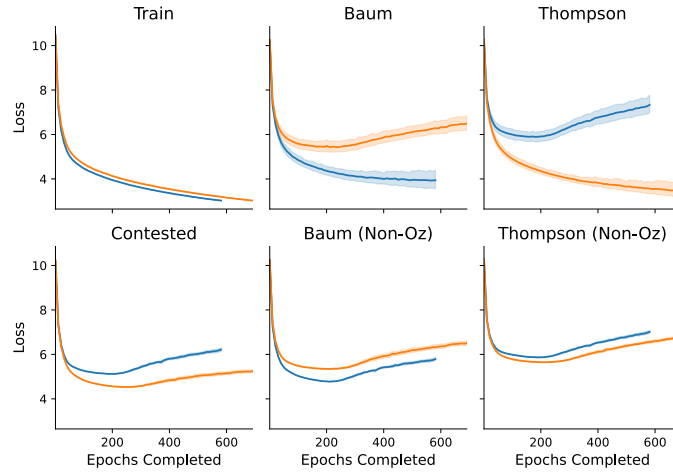 Train
Baum
Thompson
Loss
10
8
6
4
Contested
Baum (Non-Oz)
Thompson (Non-Oz)
Loss
10
8
6
4
200 400 600
200 400 600
200 400 600
Epochs Completed
Epochs Completed
Epochs Completed